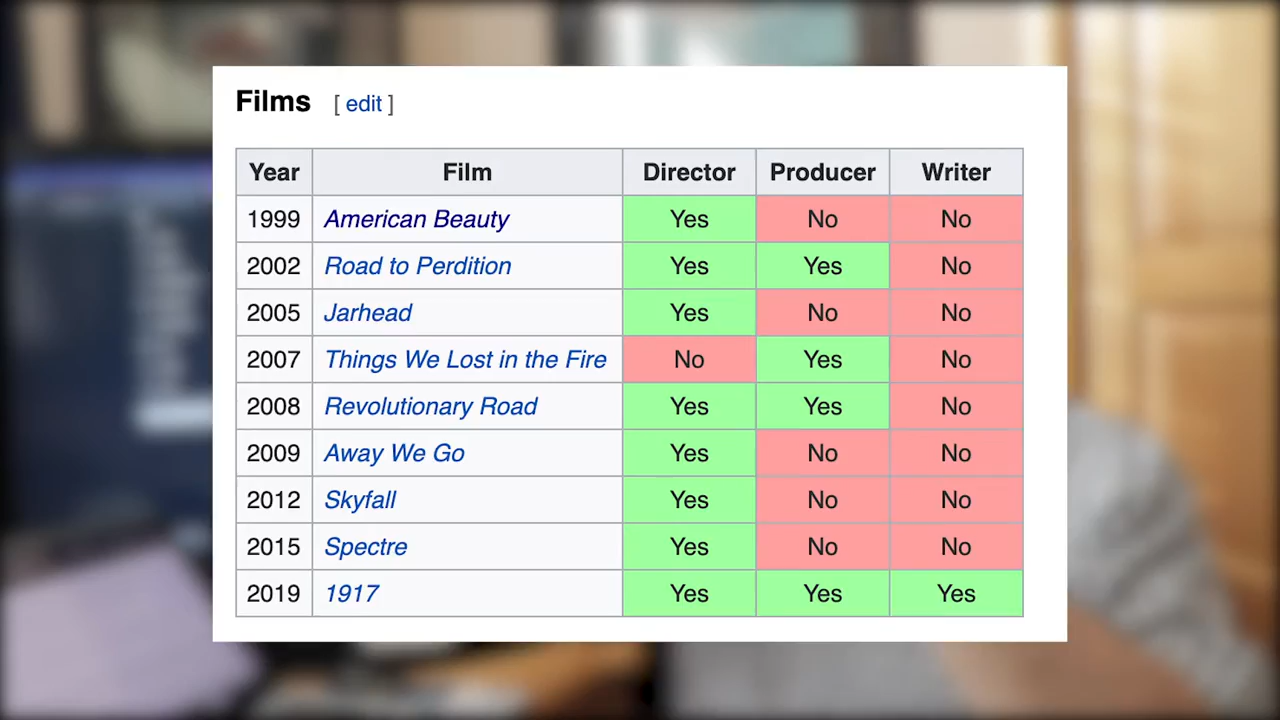 Films [ edit ]
Year Film Director Producer Writer
1999 American Beauty Yes No No
2002 Road to Perdition Yes Yes No
2005 Jarhead Yes No No
2007 Things We Lost in the Fire No Yes No
2008 Revolutionary Road Yes Yes No
2009 Away We Go Yes No No
2012 Skyfall Yes No No
2015 Spectre Yes No No
2019 1917 Yes Yes Yes